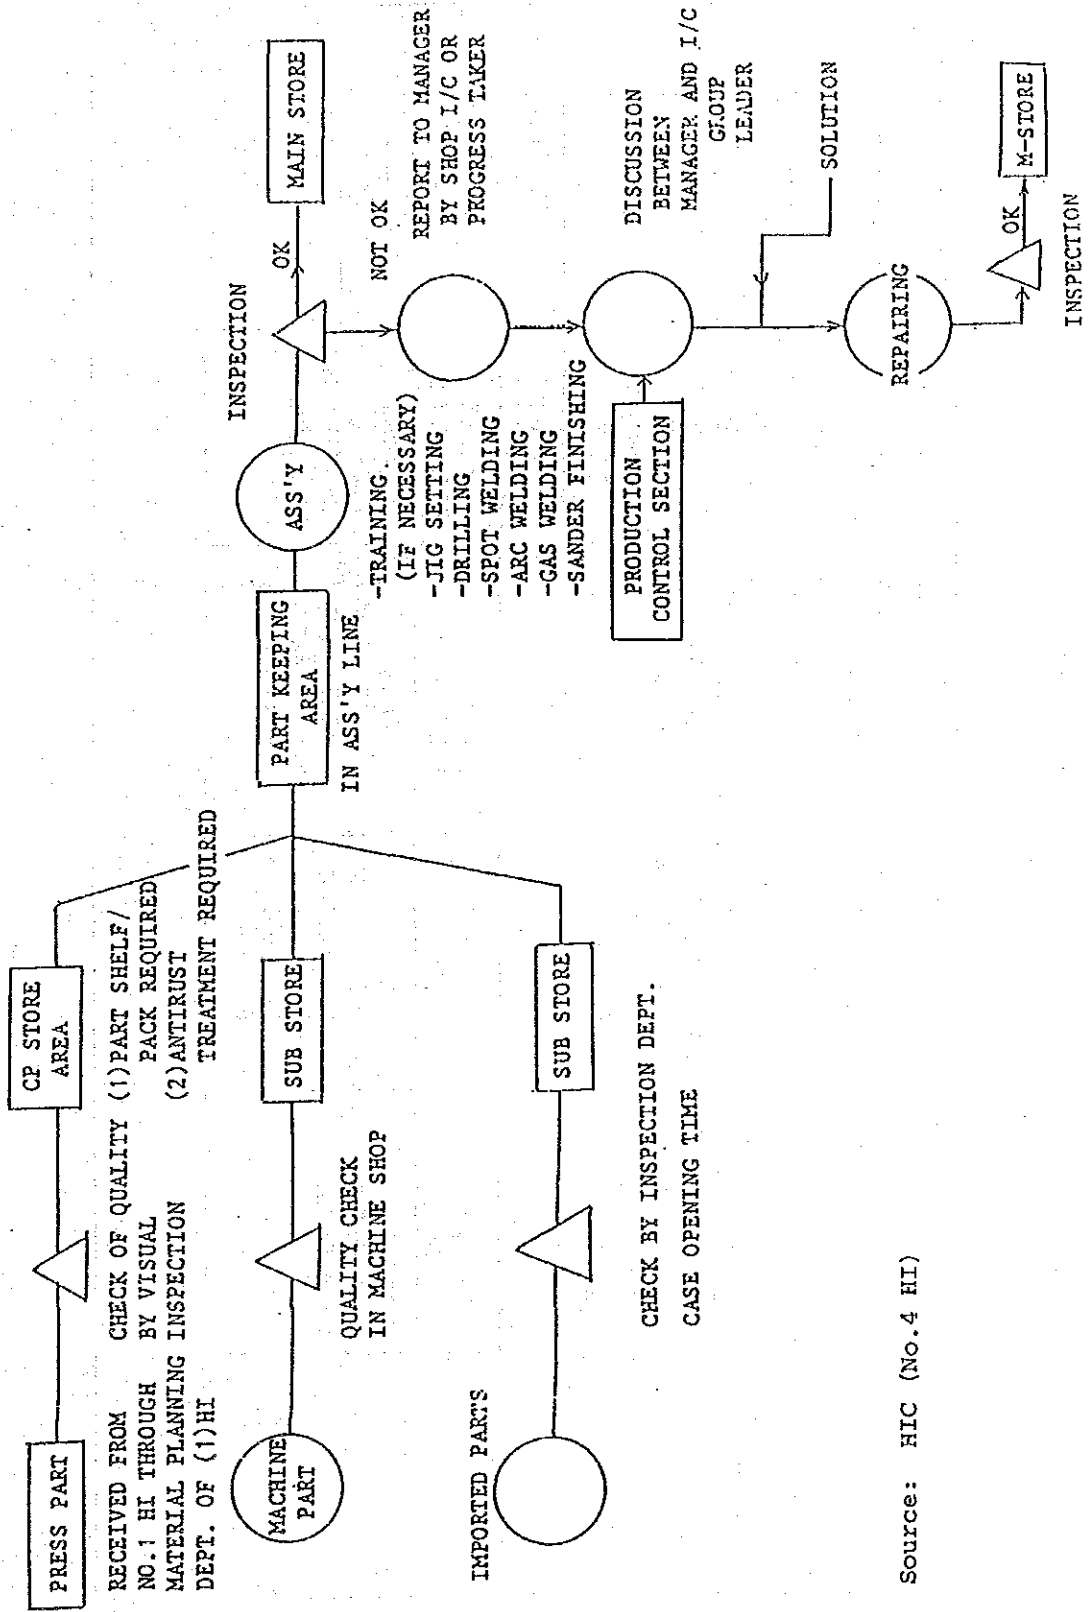 PRESS PART
RECEIVED FROM
NO.1 HI THROUGH
MATERIAL PLANNING
DEPT. OF (1)HI
CHECK OF QUALITY
BY VISUAL
INSPECTION
CP STORE
AREA
(1)PART SHELF/
PACK REQUIRED
(2)ANTIRUST
TREATMENT REQUIRED
MACHINE
PART
QUALITY CHECK
IN MACHINE SHOP
SUB STORE
IMPORTED PARTS
CHECK BY INSPECTION DEPT.
CASE OPENING TIME
SUB STORE
PART KEEPING
AREA
IN ASS'Y LINE
ASS'Y
-TRAINING.
(IF NECESSARY)
-JIG SETTING
-DRILLING
-SPOT WELDING
-ARC WELDING
-GAS WELDING
-SANDER FINISHING
INSPECTION
OK
MAIN STORE
NOT OK
REPORT TO MANAGER
BY SHOP I/C OR
PROGRESS TAKER
PRODUCTION
CONTROL SECTION
DISCUSSION
BETWEEN
MANAGER AND I/C
GROUP
LEADER
SOLUTION
REPAIRING
OK
M-STORE
INSPECTION
Source: HIC (No.4 HI)